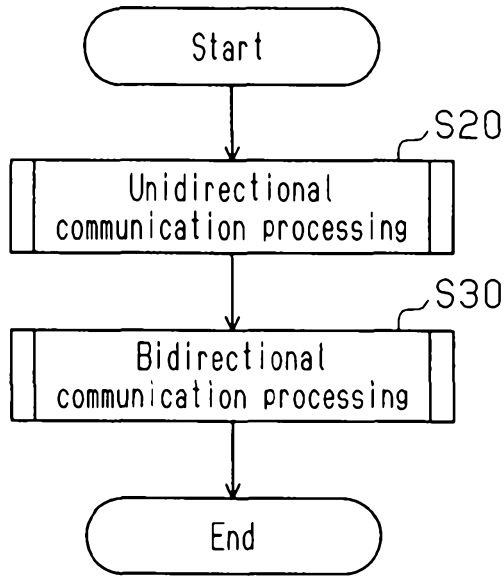 Start
S20
Unidirectional
communication processing
S30
Bidirectional
communication processing
End